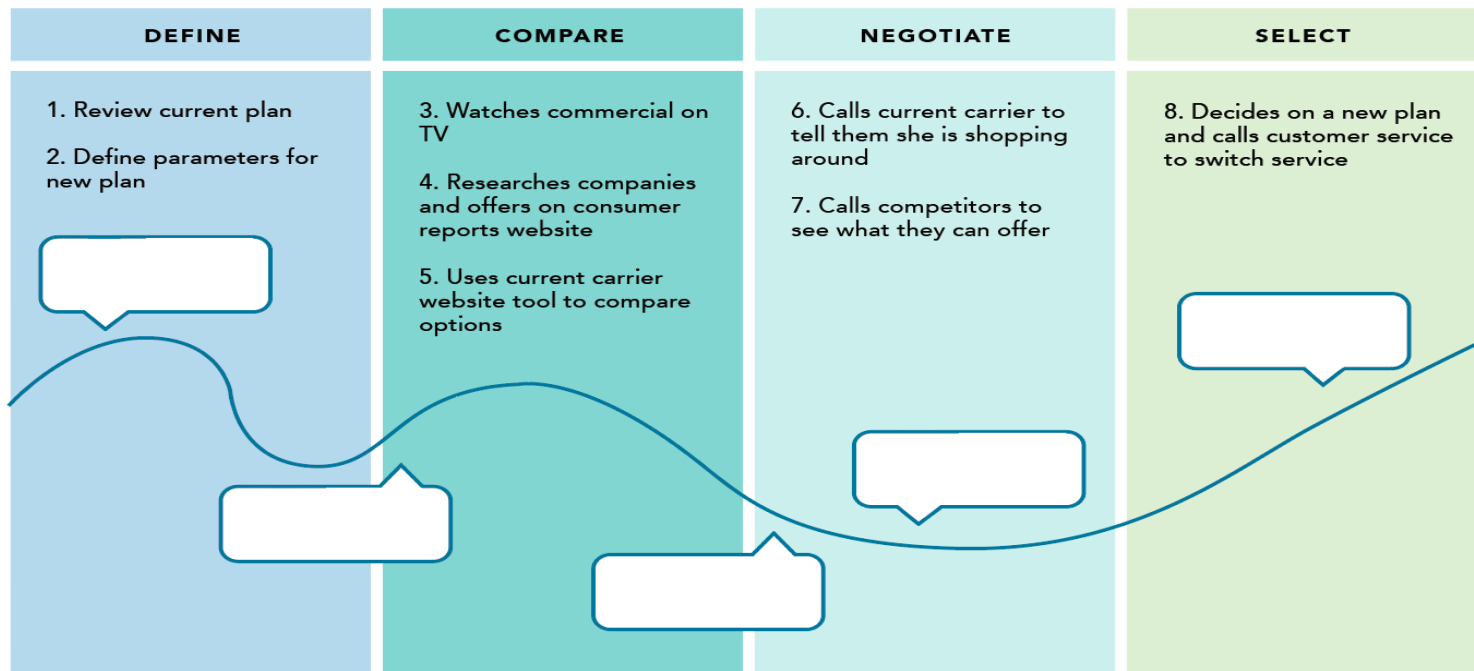 DEFINE
COMPARE
NEGOTIATE
SELECT
1. Review current plan
2. Define parameters for
new plan
3. Watches commercial on
TV
4. Researches companies
and offers on consumer
reports website
5. Uses current carrier
website tool to compare
options
6. Calls current carrier to
tell them she is shopping
around
7. Calls competitors to
see what they can offer
8. Decides on a new plan
and calls customer service
to switch service